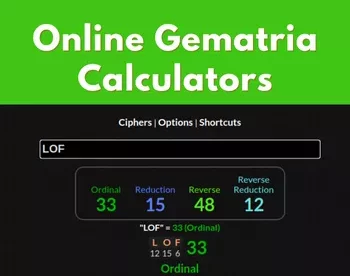 Online Gematria
Calculators
Ciphers | Options | Shortcuts
LOF
Ordinal Reduction Reverse Reverse Reduction
33 15 48 12
"LOF" = 33 (Ordinal)
L O F 33
12 15 6
Ordinal